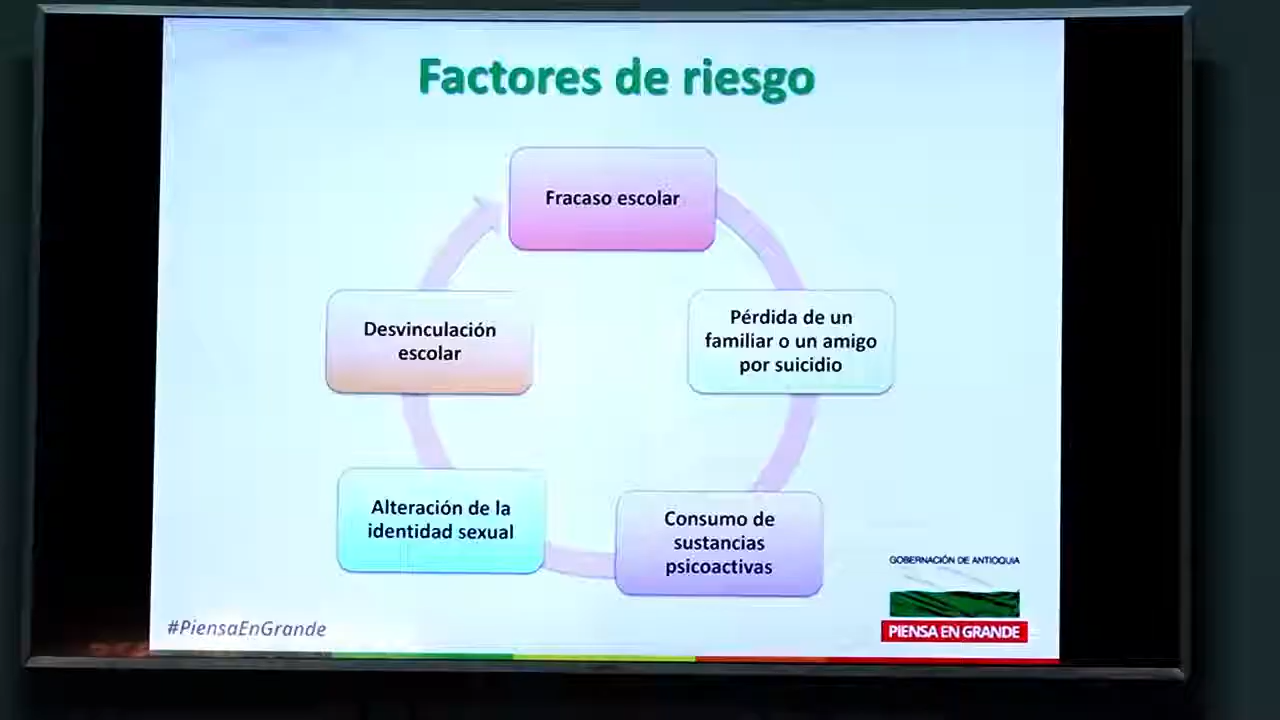 Factores de riesgo
Fracaso escolar
Pérdida de un
familiar o un amigo
por suicidio
Consumo de
sustancias
psicoactivas
Alteración de la
identidad sexual
Desvinculación
escolar
GOBERNACIÓN DE ANTIOQUIA
PIENSA EN GRANDE
#PiensaEnGrande